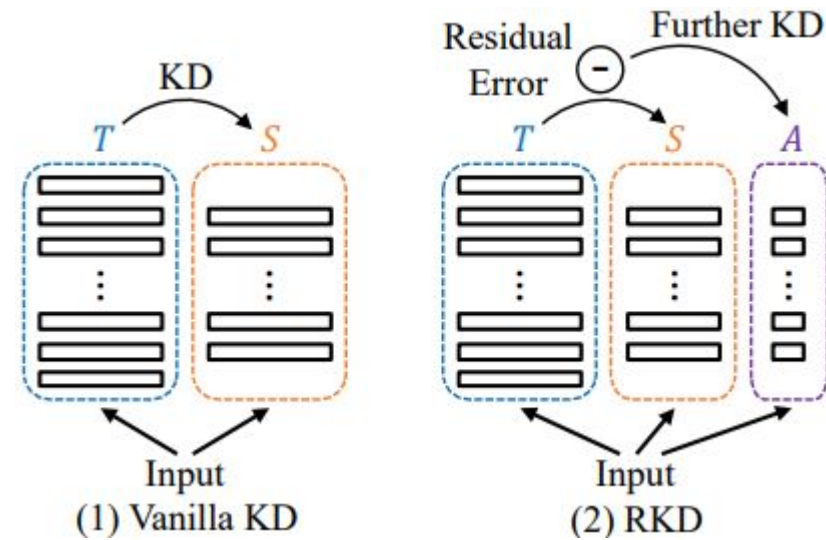 KD
T
S
Input
(1) Vanilla KD
Residual
Error
-
Further KD
T
S
A
Input
(2) RKD